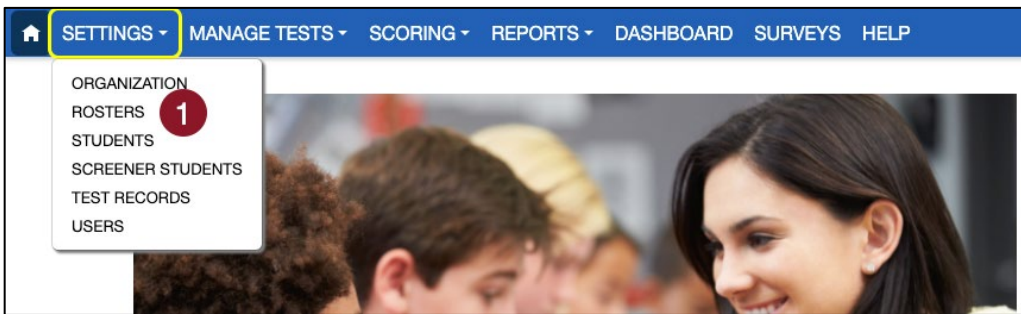 SETTINGS MANAGE TESTS SCORING REPORTS DASHBOARD SURVEYS HELP
ORGANIZATION
ROSTERS 1
STUDENTS
SCREENER STUDENTS
TEST RECORDS
USERS